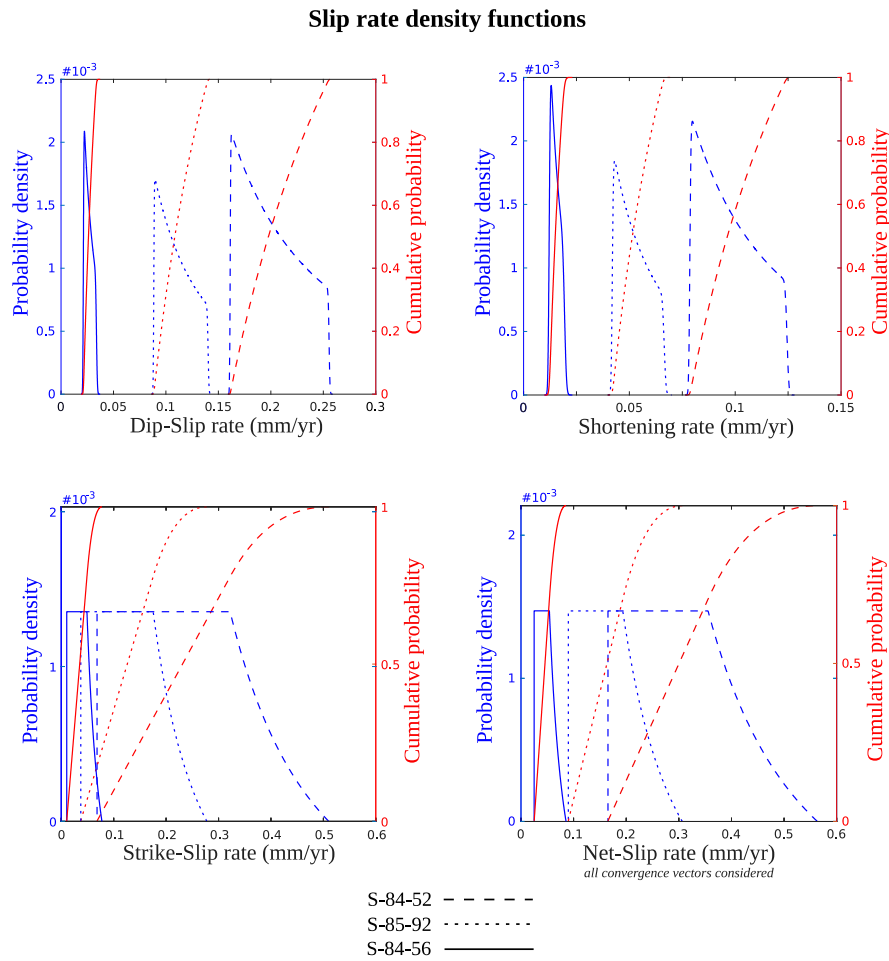 Slip rate density functions
#10-3
2.5
2
1.5
1
0.5
0
Probability density
1
0.8
0.6
0.4
0.2
0
Cumulative probability
0 0.05 0.1 0.15 0.2 0.25 0.3
Dip-Slip rate (mm/yr)
#10-3
2.5
2
1.5
1
0.5
0
Probability density
1
0.8
0.6
0.4
0.2
0
Cumulative probability
0 0.05 0.1 0.15
Shortening rate (mm/yr)
#10-3
2
1
0
Probability density
1
0.5
0
Cumulative probability
0 0.1 0.2 0.3 0.4 0.5 0.6
Strike-Slip rate (mm/yr)
#10-3
2
1
0
Probability density
1
0.5
0
Cumulative probability
0 0.1 0.2 0.3 0.4 0.5 0.6
Net-Slip rate (mm/yr)
all convergence vectors considered
S-84-52
S-85-92
S-84-56